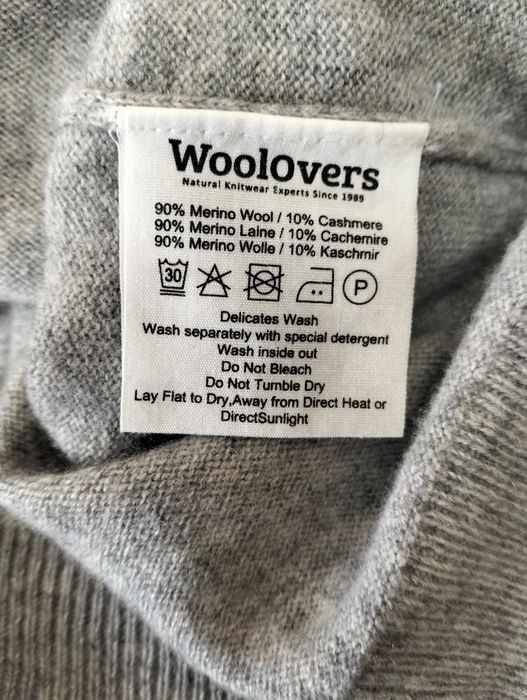 WoolOvers
Natural Knitwear Experts Since 1989
90% Merino Wool / 10% Cashmere
90% Merino Laine / 10% Cachemire
90% Merino Wolle / 10% Kaschmir
30 P
Delicates Wash
Wash separately with special detergent
Wash inside out
Do Not Bleach
Do Not Tumble Dry
Lay Flat to Dry,Away from Direct Heat or
DirectSunlight